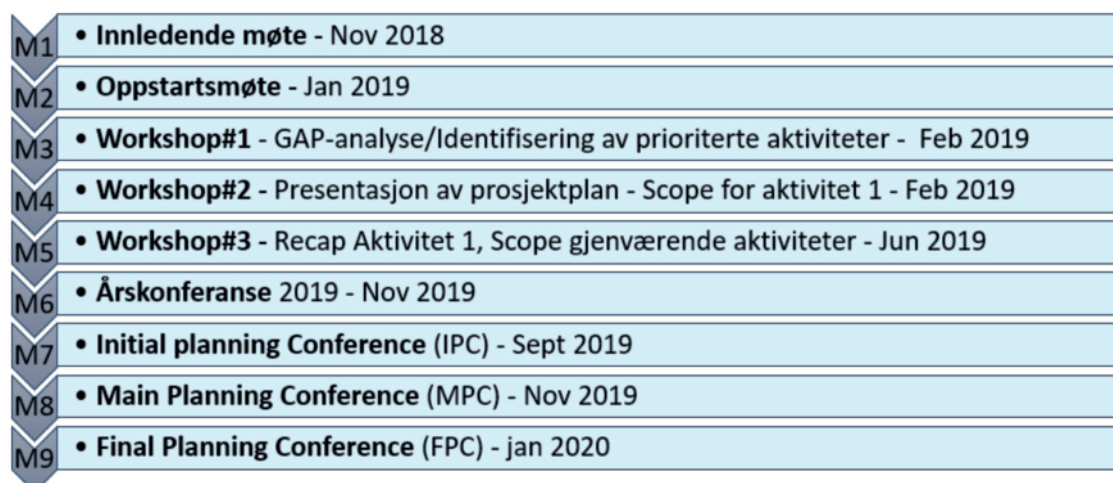 M1 • Innledende møte - Nov 2018
M2 • Oppstartsmøte - Jan 2019
M3 • Workshop#1 - GAP-analyse/Identifisering av prioriterte aktiviteter -  Feb 2019
M4 • Workshop#2 - Presentasjon av prosjektplan - Scope for aktivitet 1 - Feb 2019
M5 • Workshop#3 - Recap Aktivitet 1, Scope gjenværende aktiviteter - Jun 2019
M6 • Årskonferanse 2019 - Nov 2019
M7 • Initial planning Conference (IPC) - Sept 2019
M8 • Main Planning Conference (MPC) - Nov 2019
M9 • Final Planning Conference (FPC) - jan 2020